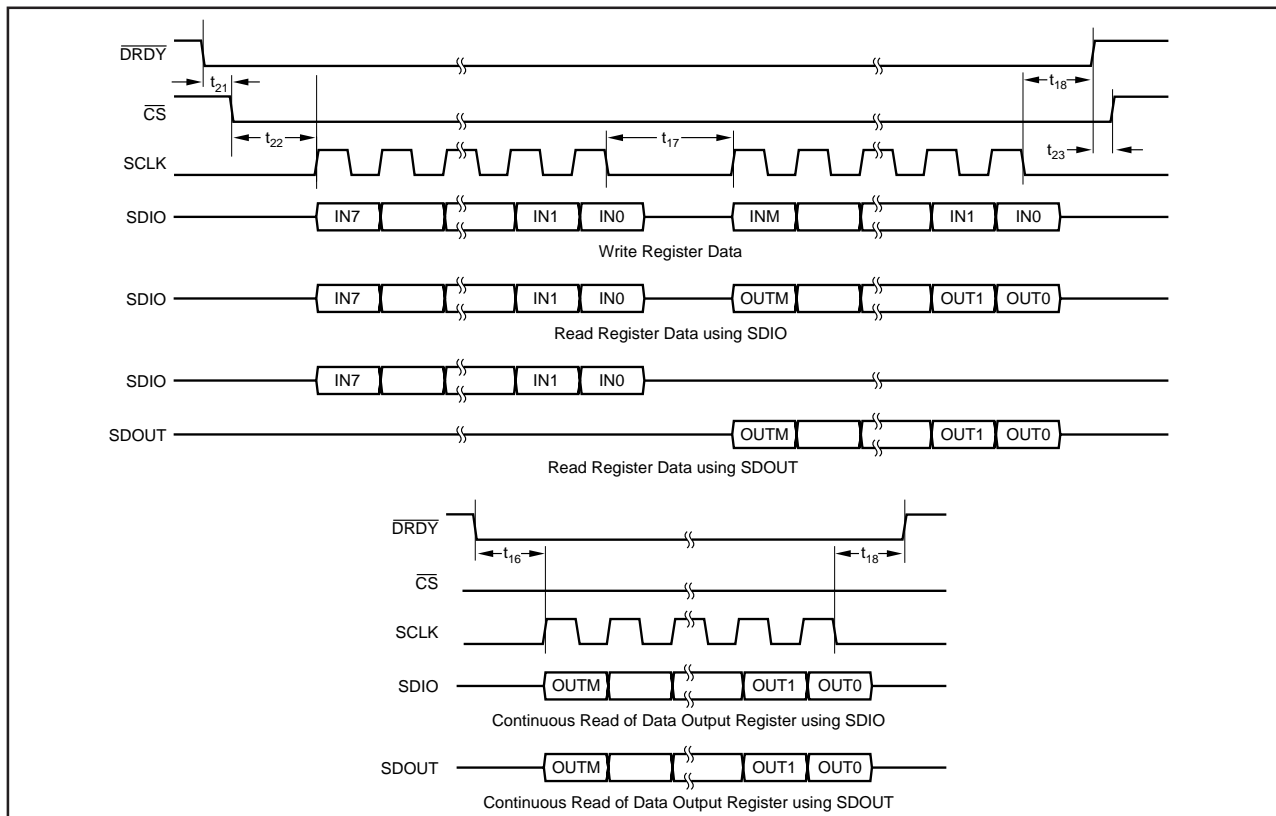 DRDY
t21
t18
CS
t22
t17
t23
SCLK
SDIO IN7 IN1 IN0 INM IN1 IN0
Write Register Data
SDIO IN7 IN1 IN0 OUTM OUT1 OUT0
Read Register Data using SDIO
SDIO IN7 IN1 IN0
SDOUT OUTM OUT1 OUT0
Read Register Data using SDOUT
DRDY
t16 t18
CS
SCLK
SDIO OUTM OUT1 OUT0
Continuous Read of Data Output Register using SDIO
SDOUT OUTM OUT1 OUT0
Continuous Read of Data Output Register using SDOUT